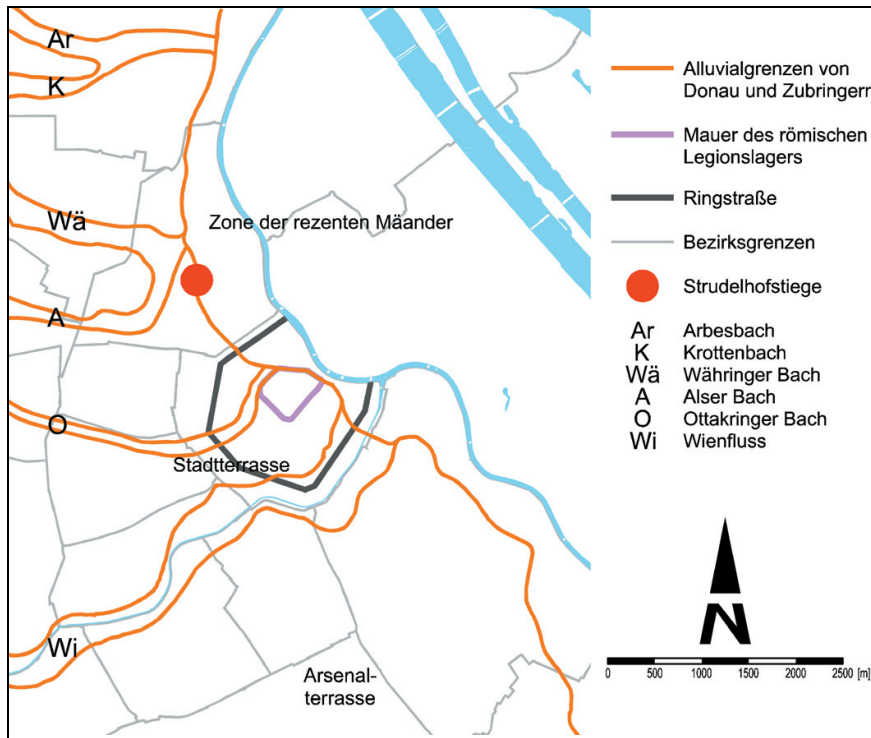 Ar
K
Wä
Zone der rezenten Mäander
A
O
Stadtterrasse
Wi
Arsenal-
terrasse
Alluvialgrenzen von
Donau und Zubringerr
Mauer des römischen
Legionslagers
Ringstraße
Bezirksgrenzen
Strudelhofstiege
Ar Arbesbach
K Krottenbach
Wä Währinger Bach
A Alser Bach
O Ottakringer Bach
Wi Wienfluss
N
0 500 1000 1500 2000 2500 [m]